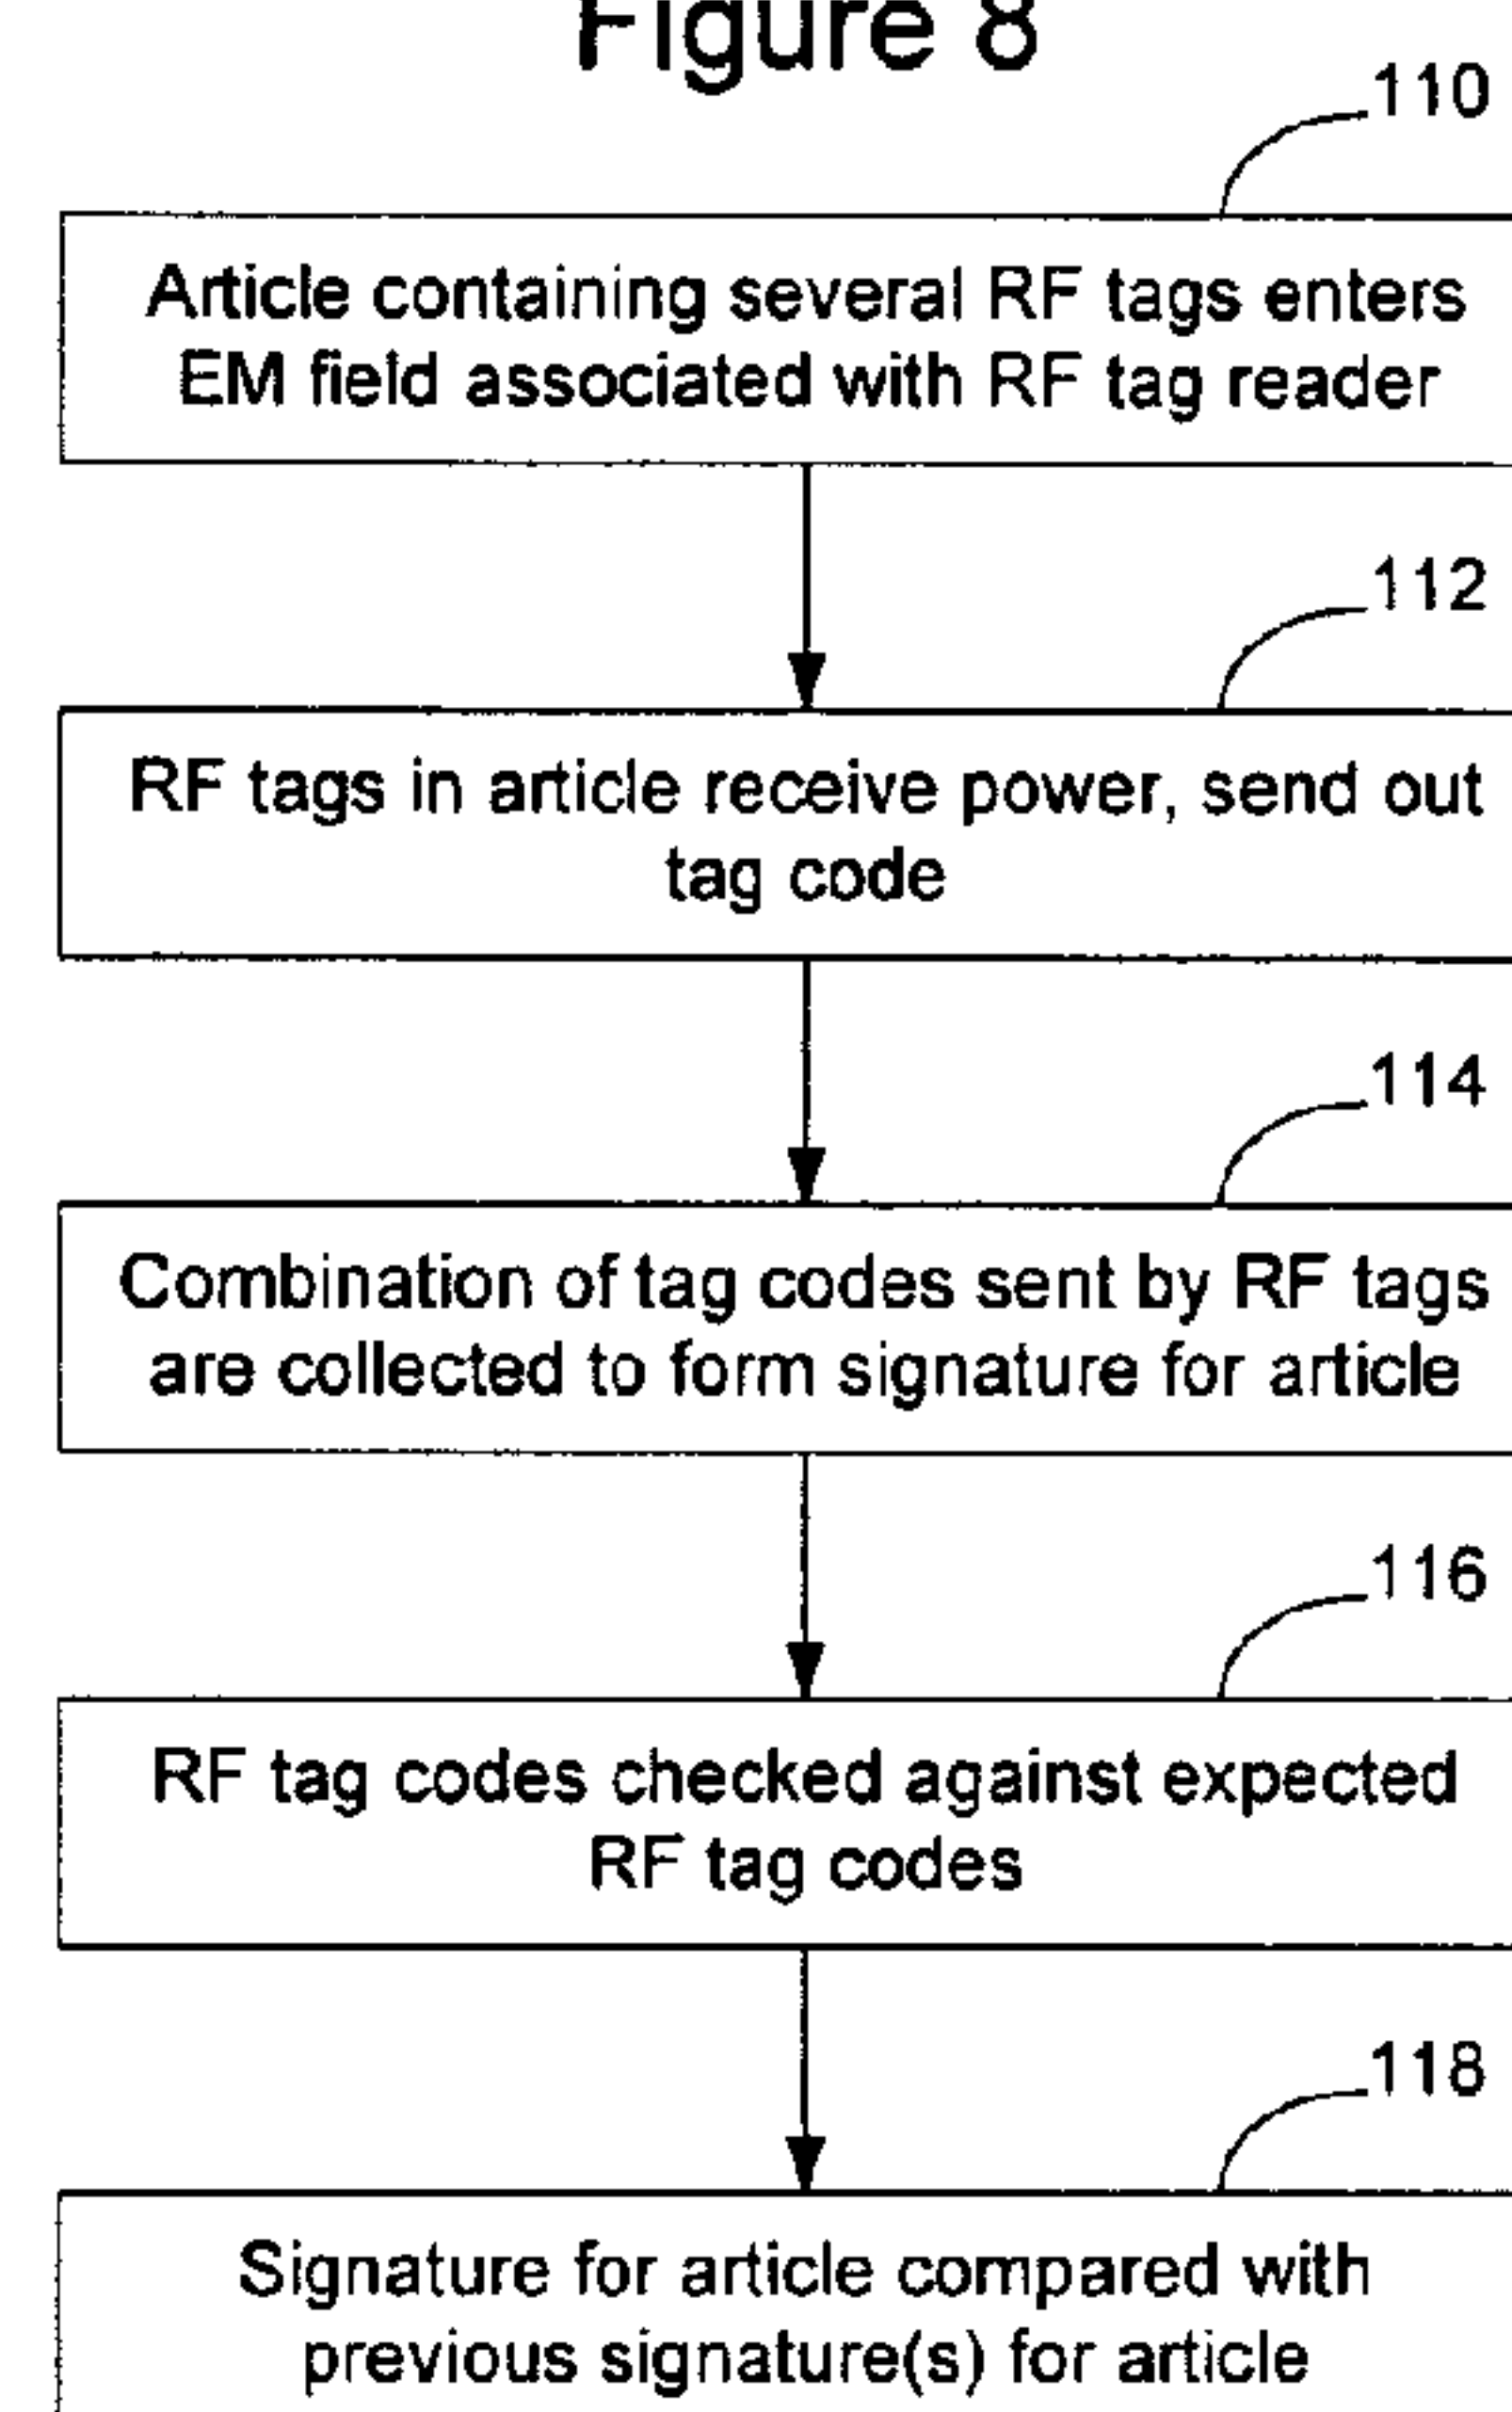 Figure 8
110
Article containing several RF tags enters
EM field associated with RF tag reader
112
RF tags in article receive power, send out
tag code
114
Combination of tag codes sent by RF tags
are collected to form signature for article
116
RF tag codes checked against expected
RF tag codes
118
Signature for article compared with
previous signature(s) for article